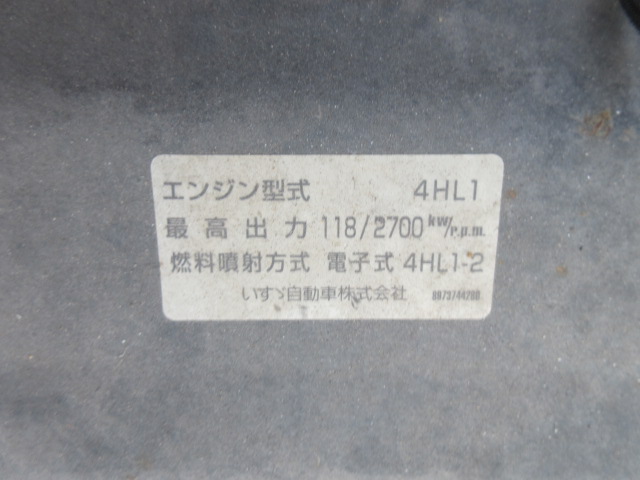 エンジン型式 4HL1
最高出力 118/2700 kW/r.p.m.
燃料噴射方式 電子式 4HL1-2
いすゞ自動車株式会社